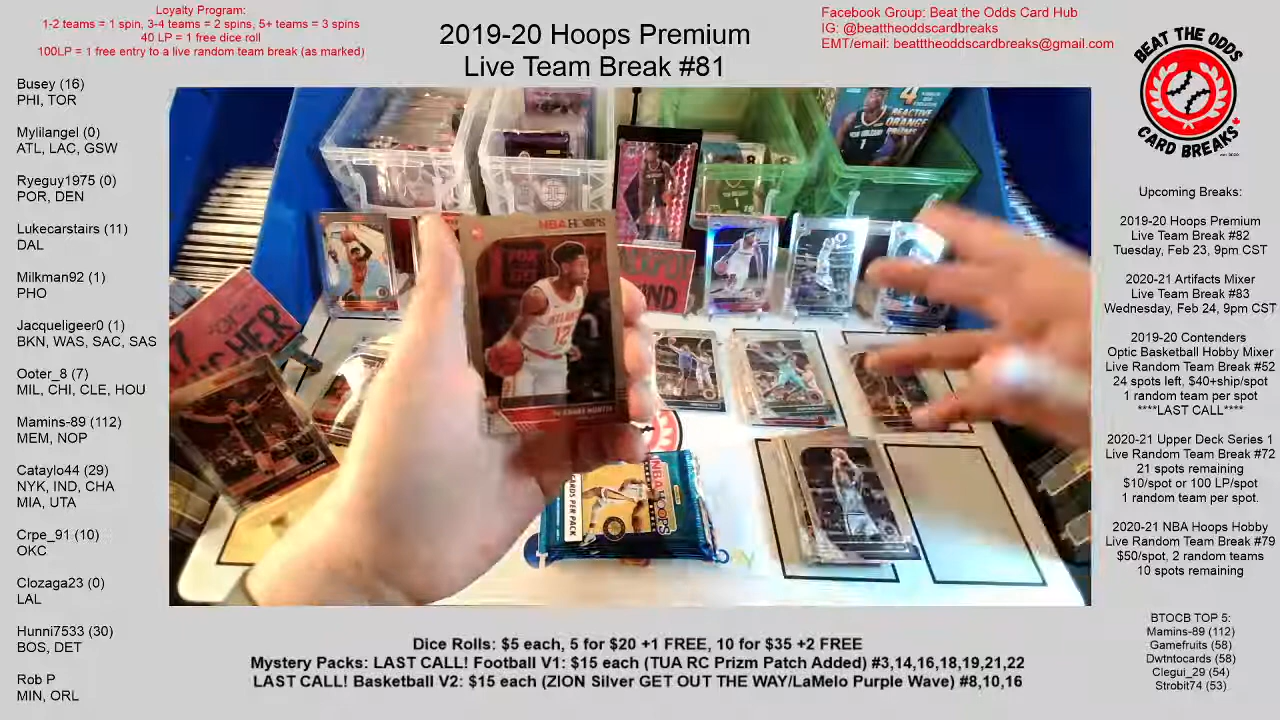 Loyalty Program:
1-2 teams = 1 spin, 3-4 teams = 2 spins, 5+ teams = 3 spins
40 LP = 1 free dice roll
100LP = 1 free entry to a live random team break (as marked)
2019-20 Hoops Premium
Live Team Break #81
Facebook Group: Beat the Odds Card Hub
IG: @beattheoddscardbreaks
EMT/email: beattheoddscardbreaks@gmail.com
BEAT THE ODDS
CARD BREAKS
Busey (16)
PHI, TOR
Mylilangel (0)
ATL, LAC, GSW
Ryeguy1975 (0)
POR, DEN
Lukecarstairs (11)
DAL
Milkman92 (1)
PHO
Jacqueligeer0 (1)
BKN, WAS, SAC, SAS
Ooter_8 (7)
MIL, CHI, CLE, HOU
Mamins-89 (112)
MEM, NOP
Cataylo44 (29)
NYK, IND, CHA
MIA, UTA
Crpe_91 (10)
OKC
Clozaga23 (0)
LAL
Hunni7533 (30)
BOS, DET
Rob P
MIN, ORL
4
REACTIVE
ORANGE
PRIZMS
NBA HOOPS
ATLANTA
12
DE'ANDRE HUNTER
NBA HOOPS
CARDS PER PACK
Upcoming Breaks:
2019-20 Hoops Premium
Live Team Break #82
Tuesday, Feb 23, 9pm CST
2020-21 Artifacts Mixer
Live Team Break #83
Wednesday, Feb 24, 9pm CST
2019-20 Contenders
Optic Basketball Hobby Mixer
Live Random Team Break #52
24 spots left, $40+ship/spot
1 random team per spot
****LAST CALL****
2020-21 Upper Deck Series 1
Live Random Team Break #72
21 spots remaining
$10/spot or 100 LP/spot
1 random team per spot.
2020-21 NBA Hoops Hobby
Live Random Team Break #79
$50/spot, 2 random teams
10 spots remaining
BTOCB TOP 5:
Mamins-89 (112)
Gamefruits (58)
Dwtntocards (58)
Clegui_29 (54)
Strobit74 (53)
Dice Rolls: $5 each, 5 for $20 +1 FREE, 10 for $35 +2 FREE
Mystery Packs: LAST CALL! Football V1: $15 each (TUA RC Prizm Patch Added) #3,14,16,18,19,21,22
LAST CALL! Basketball V2: $15 each (ZION Silver GET OUT THE WAY/LaMelo Purple Wave) #8,10,16